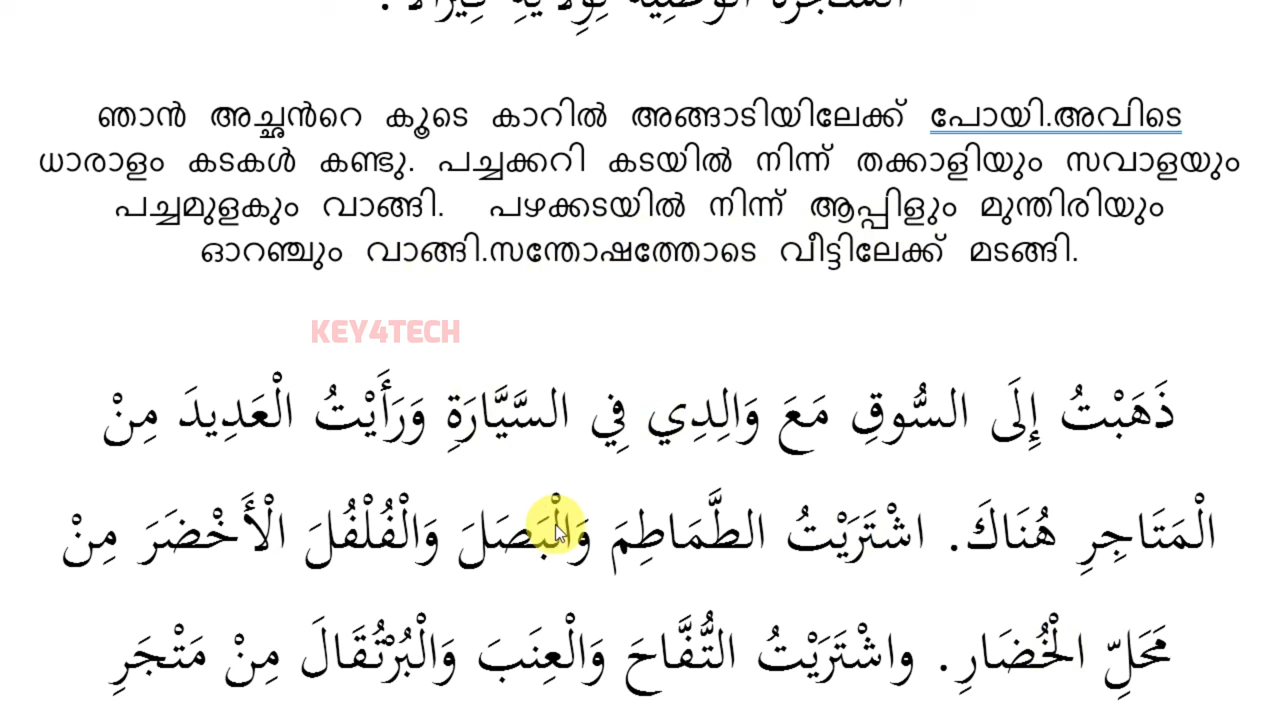 ഞാൻ അച്ഛൻറെ കൂടെ കാറിൽ അങ്ങാടിയിലേക്ക് പോയി.അവിടെ
ധാരാളം കടകൾ കണ്ടു. പച്ചക്കറി കടയിൽ നിന്ന് തക്കാളിയും സവാളയും
പച്ചമുളകും വാങ്ങി. പഴക്കടയിൽ നിന്ന് ആപ്പിളും മുന്തിരിയും
ഓറഞ്ചും വാങ്ങി.സന്തോഷത്തോടെ വീട്ടിലേക്ക് മടങ്ങി.
KEY4TECH
ذَهَبْتُ إِلَى السُّوقِ مَعَ وَالِدِي فِي السَّيَّارَةِ وَرَأَيْتُ الْعَدِيدَ مِنْ
الْمَتَاجِرِ هُنَاكَ. اشْتَرَيْتُ الطَّمَاطِمَ وَالْبَصَلَ وَالْفُلْفُلَ الْأَخْضَرَ مِنْ
مَحَلِّ الْخُضَارِ. واشْتَرَيْتُ التُّفَّاحَ وَالْعِنَبَ وَالْبُرْتُقَالَ مِنْ مَتْجَرِ